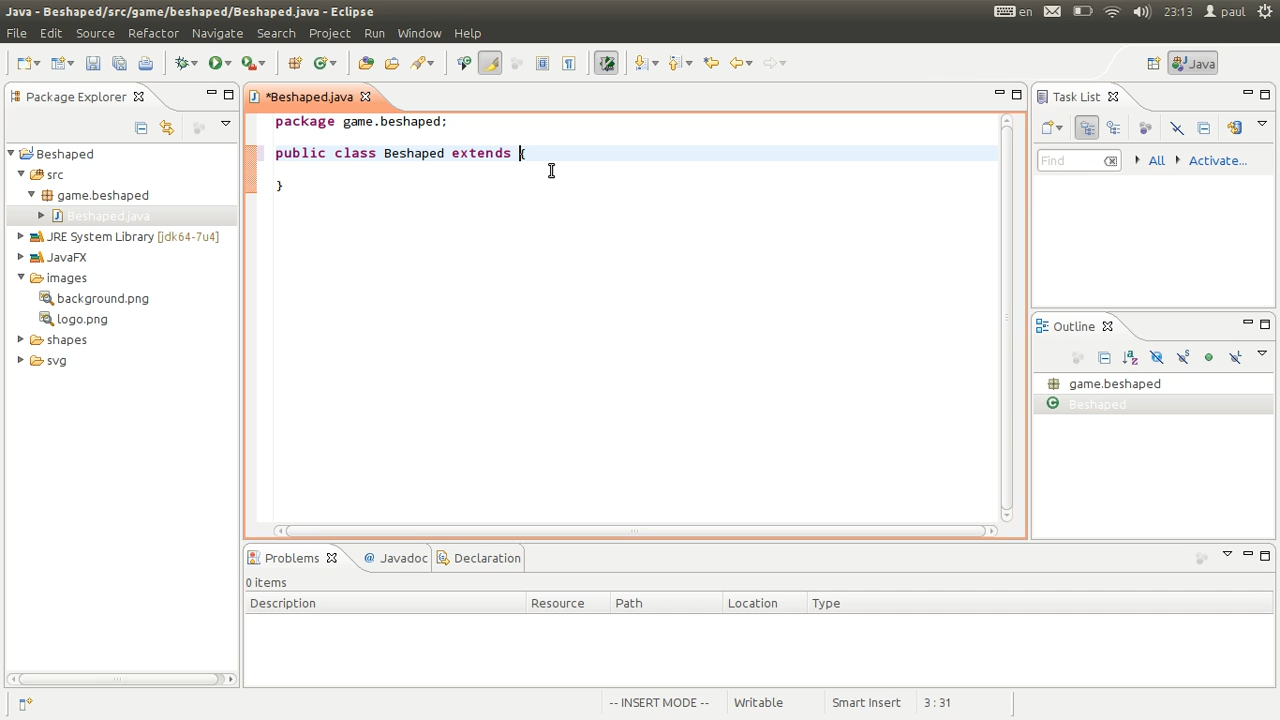 Java - Beshaped/src/game/beshaped/Beshaped.java - Eclipse
en
23:13
paul
File Edit Source Refactor Navigate Search Project Run Window Help
Java
Package Explorer
Beshaped
src
game.beshaped
Beshaped.java
JRE System Library [jdk64-7u4]
JavaFX
images
background.png
logo.png
shapes
svg
*Beshaped.java
package game.beshaped;
public class Beshaped extends {
}
Task List
Find
All
Activate...
Outline
game.beshaped
Beshaped
Problems
@ Javadoc
Declaration
0 items
Description Resource Path Location Type
-- INSERT MODE -- Writable Smart Insert 3 : 31